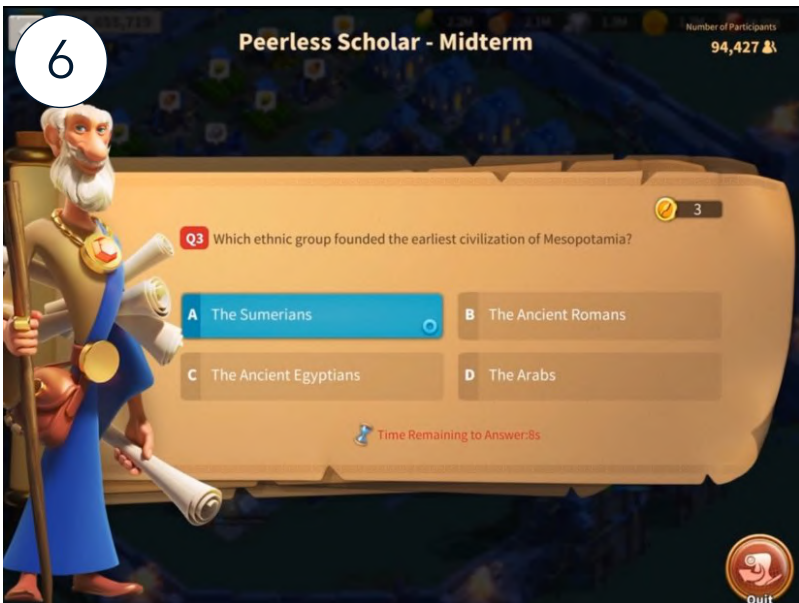 6
Peerless Scholar - Midterm
Number of Participants
94,427
3
Q3 Which ethnic group founded the earliest civilization of Mesopotamia?
A The Sumerians
B The Ancient Romans
C The Ancient Egyptians
D The Arabs
Time Remaining to Answer:8s
Quit